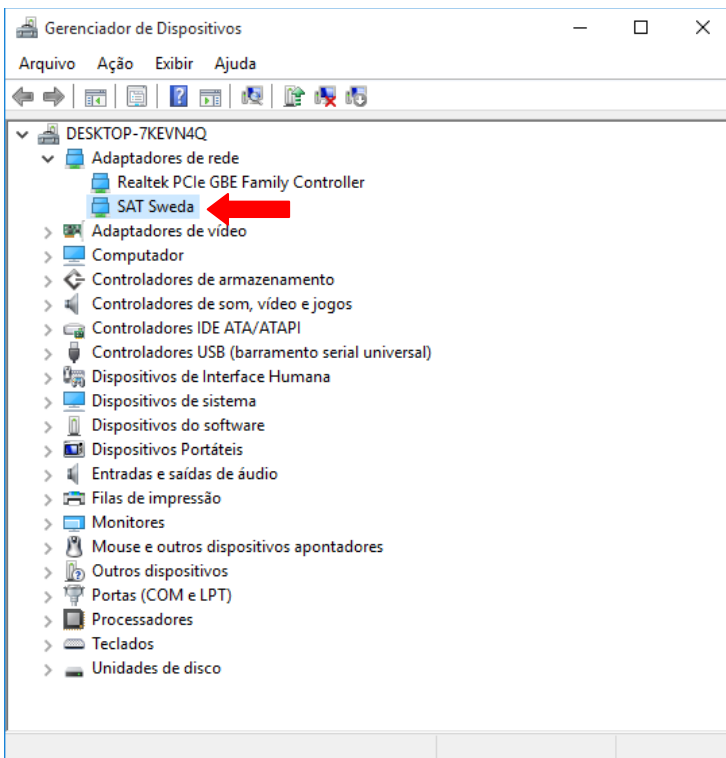 Gerenciador de Dispositivos
Arquivo Ação Exibir Ajuda
DESKTOP-7KEVN4Q
Adaptadores de rede
Realtek PCIe GBE Family Controller
SAT Sweda
Adaptadores de vídeo
Computador
Controladores de armazenamento
Controladores de som, vídeo e jogos
Controladores IDE ATA/ATAPI
Controladores USB (barramento serial universal)
Dispositivos de Interface Humana
Dispositivos de sistema
Dispositivos do software
Dispositivos Portáteis
Entradas e saídas de áudio
Filas de impressão
Monitores
Mouse e outros dispositivos apontadores
Outros dispositivos
Portas (COM e LPT)
Processadores
Teclados
Unidades de disco